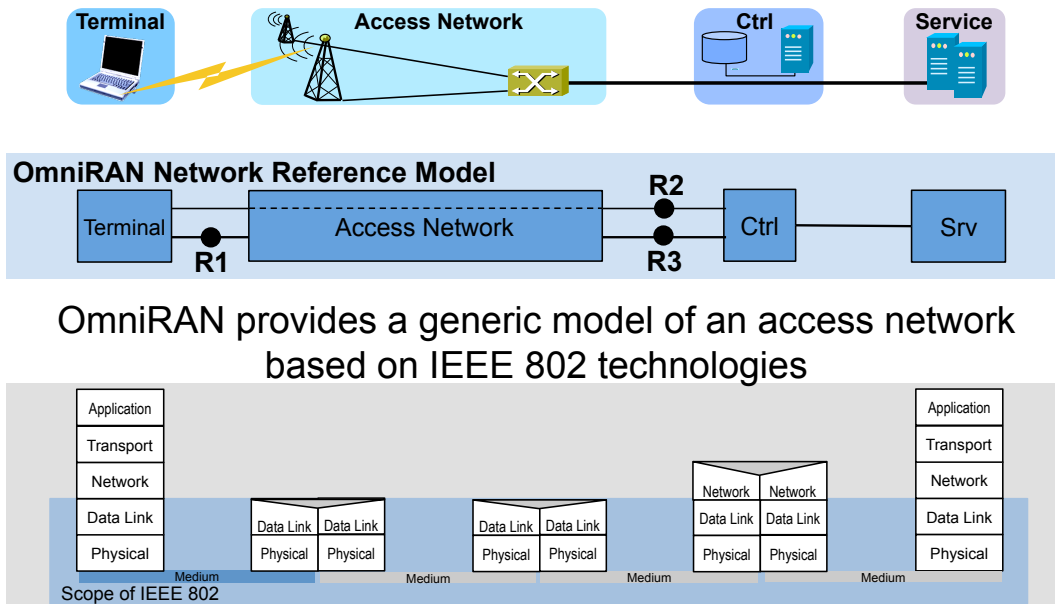 Terminal
Access Network
Ctrl
Service
OmniRAN Network Reference Model
R2
Terminal
Access Network
Ctrl
Srv
R1
R3
OmniRAN provides a generic model of an access network
based on IEEE 802 technologies
Application
Application
Transport
Transport
Network
Network
Network
Network
Data Link
Data Link
Data Link
Data Link
Data Link
Data Link
Data Link
Data Link
Physical
Physical
Physical
Physical
Physical
Physical
Physical
Physical
Medium
Medium
Medium
Medium
Scope of IEEE 802